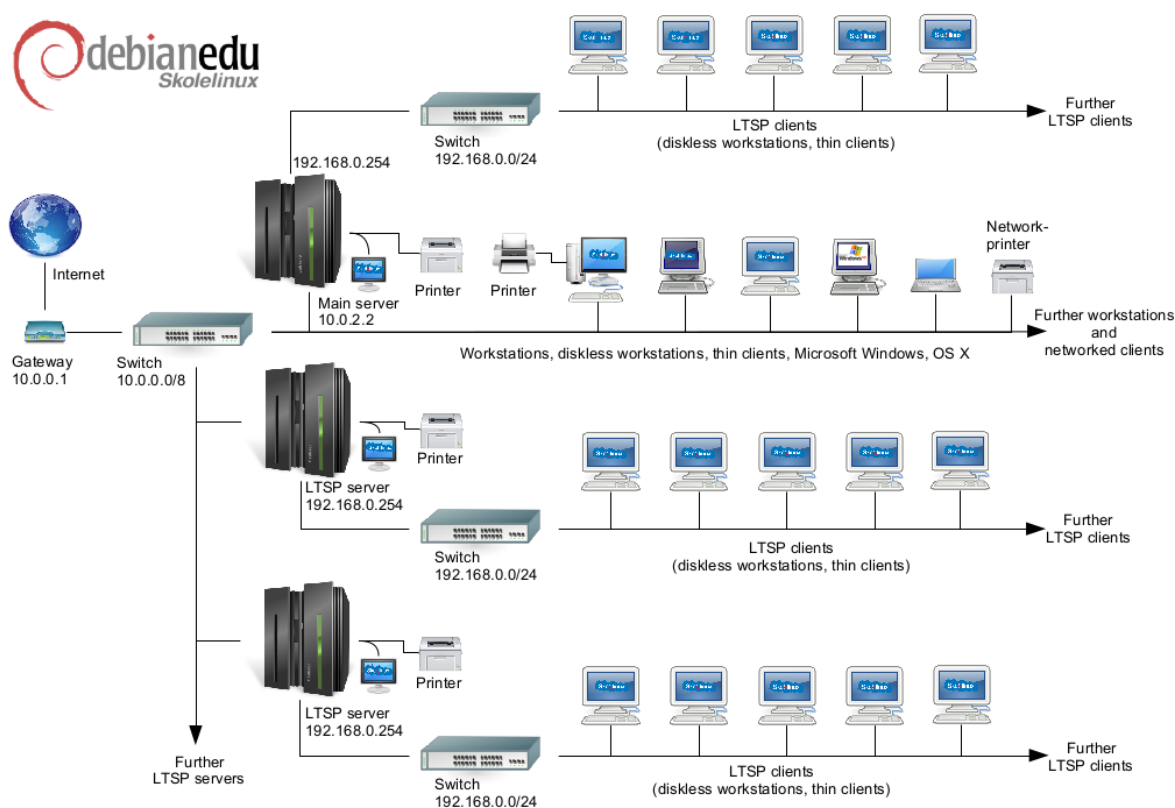 debianedu
Skolelinux
Further
LTSP clients
LTSP clients
(diskless workstations, thin clients)
Switch
192.168.0.0/24
192.168.0.254
Internet
Main server
10.0.2.2
Printer
Printer
Network-
printer
Windows
Gateway
10.0.0.1
Switch
10.0.0.0/8
Workstations, diskless workstations, thin clients, Microsoft Windows, OS X
Further workstations
and
networked clients
Printer
LTSP server
192.168.0.254
Switch
192.168.0.0/24
LTSP clients
(diskless workstations, thin clients)
Further
LTSP clients
Printer
LTSP server
192.168.0.254
Switch
192.168.0.0/24
LTSP clients
(diskless workstations, thin clients)
Further
LTSP clients
Further
LTSP servers